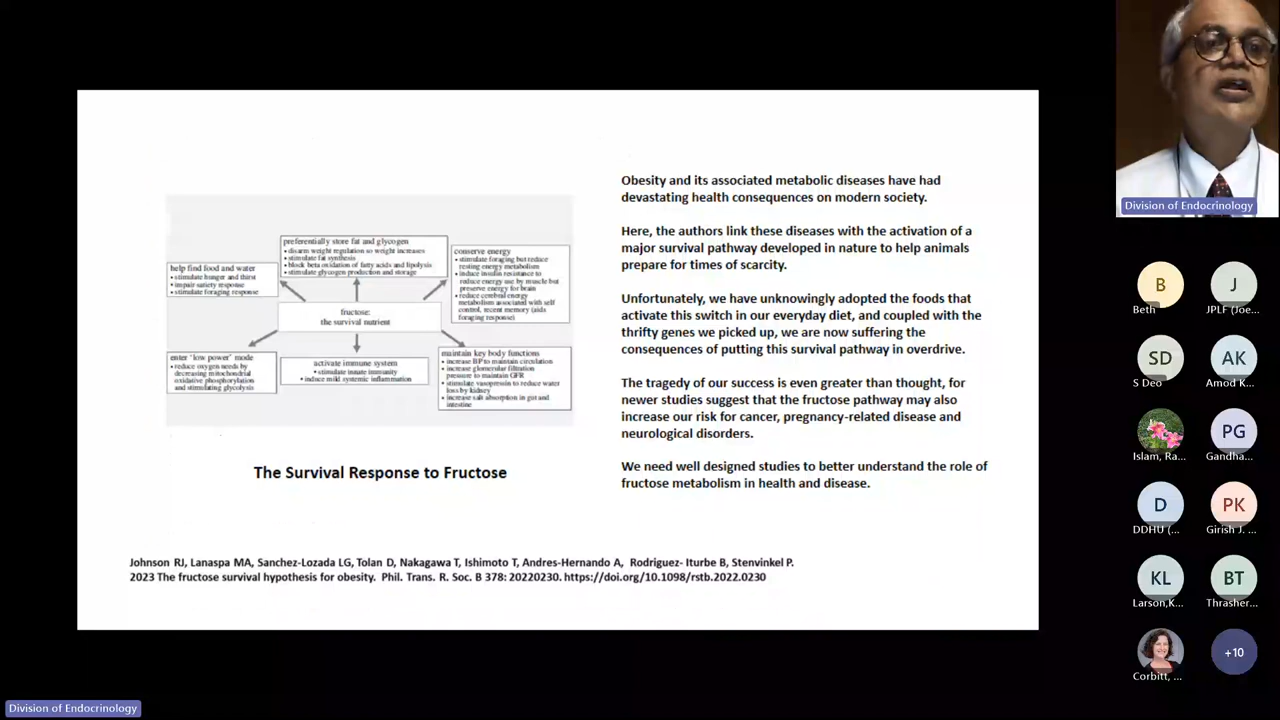 Division of Endocrinology
preferentially store fat and glycogen
• disarm weight regulation so weight increases
• stimulate fat synthesis
• block beta oxidation of fatty acids and lipolysis
• stimulate glycogen production and storage
help find food and water
• stimulate hunger and thirst
• impair satiety response
• stimulate foraging response
conserve energy
• stimulate foraging but reduce
resting energy metabolism
• induce insulin resistance to
reduce energy use by muscle but
preserve energy for brain
• reduce cerebral energy
metabolism associated with self
control, recent memory (aids
foraging response)
fructose:
the survival nutrient
enter ‘low power’ mode
• reduce oxygen needs by
decreasing mitochondrial
oxidative phosphorylation
and stimulating glycolysis
activate immune system
• stimulate innate immunity
• induce mild systemic inflammation
maintain key body functions
• increase BP to maintain circulation
• increase glomerular filtration
pressure to maintain GFR
• stimulate vasopressin to reduce water
loss by kidney
• increase salt absorption in gut and
intestine
The Survival Response to Fructose
Obesity and its associated metabolic diseases have had
devastating health consequences on modern society.
Here, the authors link these diseases with the activation of a
major survival pathway developed in nature to help animals
prepare for times of scarcity.
Unfortunately, we have unknowingly adopted the foods that
activate this switch in our everyday diet, and coupled with the
thrifty genes we picked up, we are now suffering the
consequences of putting this survival pathway in overdrive.
The tragedy of our success is even greater than thought, for
newer studies suggest that the fructose pathway may also
increase our risk for cancer, pregnancy-related disease and
neurological disorders.
We need well designed studies to better understand the role of
fructose metabolism in health and disease.
Johnson RJ, Lanaspa MA, Sanchez-Lozada LG, Tolan D, Nakagawa T, Ishimoto T, Andres-Hernando A, Rodriguez- Iturbe B, Stenvinkel P.
2023 The fructose survival hypothesis for obesity. Phil. Trans. R. Soc. B 378: 20220230. https://doi.org/10.1098/rstb.2022.0230
B
Beth
J
JPLF (Joe...
SD
S Deo
AK
Amod K...
Islam, Ra...
PG
Gandha...
D
DDHU (...
PK
Girish J. ...
KL
Larson,K...
BT
Thrasher...
Corbitt, ...
+10
Division of Endocrinology